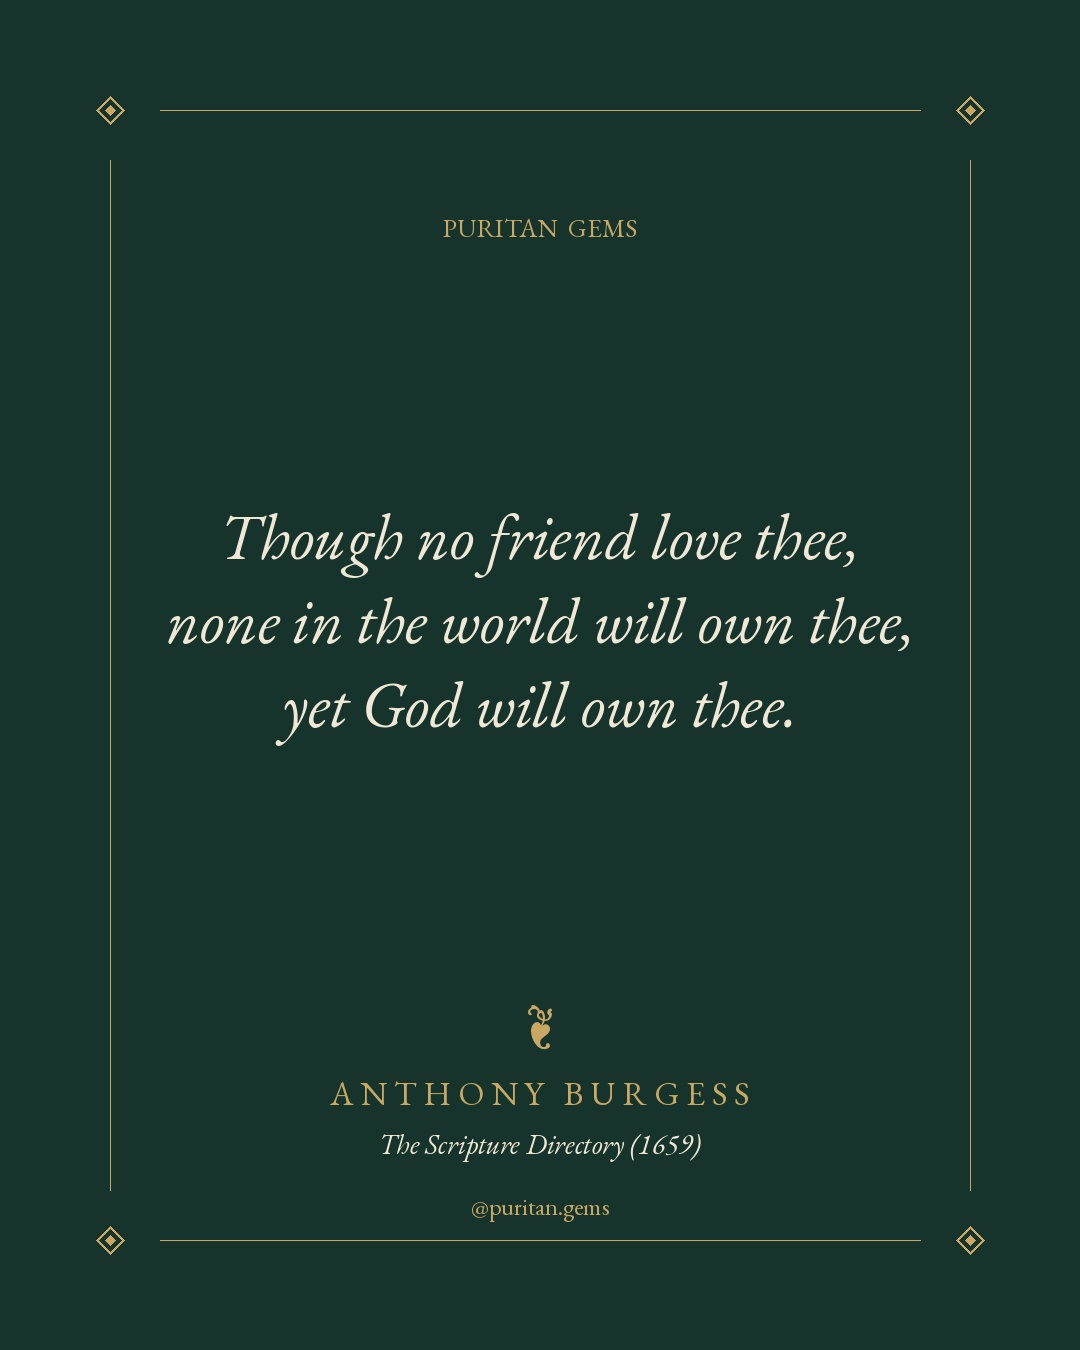 PURITAN GEMS
Though no friend love thee,
none in the world will own thee,
yet God will own thee.
ANTHONY BURGESS
The Scripture Directory (1659)
@puritan.gems